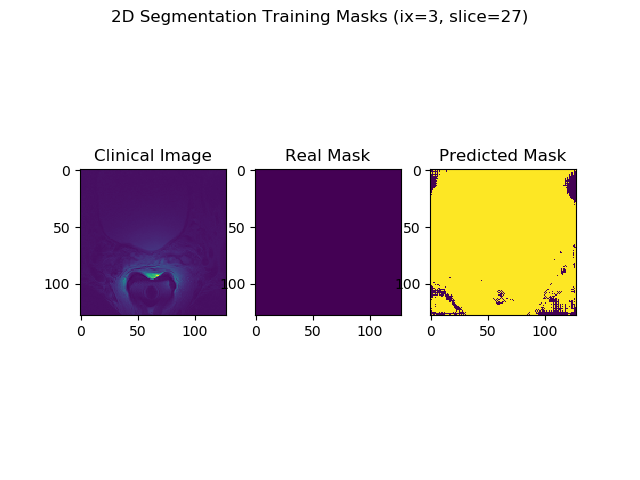 2D Segmentation Training Masks (ix=3, slice=27)
Clinical Image Real Mask Predicted Mask
0 0 0
50 50 50
100 100 100
0 50 100 0 50 100 0 50 100